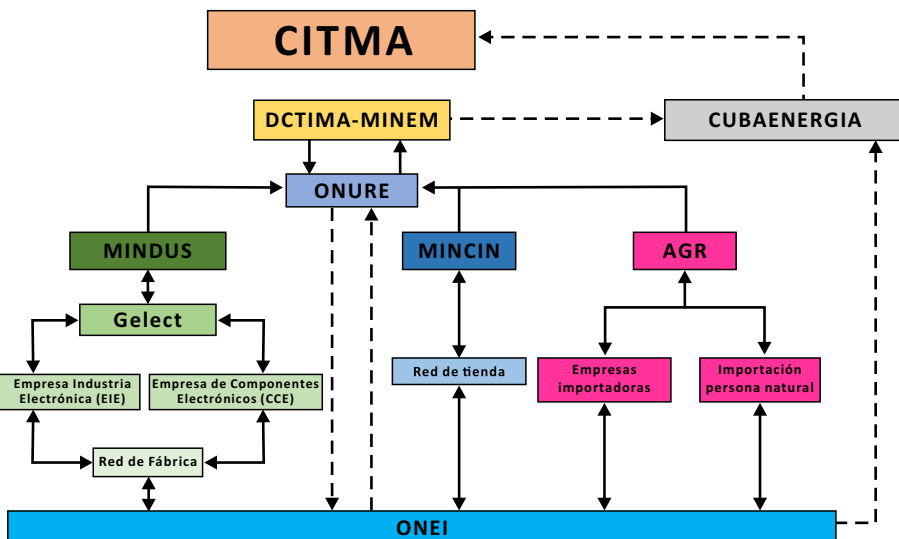 CITMA
DCTIMA-MINEM
CUBAENERGIA
ONURE
MINDUS
MINCIN
AGR
Gelect
Empresa Industria
Electrónica (EIE)
Empresa de Componentes
Electrónicos (CCE)
Red de tienda
Empresas
importadoras
Importación
persona natural
Red de Fábrica
ONEI